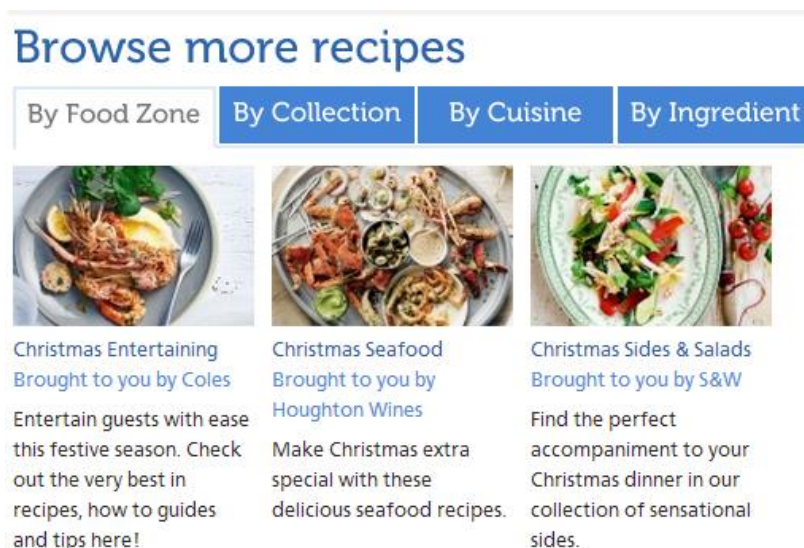 Browse more recipes
By Food Zone
By Collection
By Cuisine
By Ingredient
Christmas Entertaining
Brought to you by Coles
Entertain guests with ease
this festive season. Check
out the very best in
recipes, how to guides
and tips here!
Christmas Seafood
Brought to you by
Houghton Wines
Make Christmas extra
special with these
delicious seafood recipes.
Christmas Sides & Salads
Brought to you by S&W
Find the perfect
accompaniment to your
Christmas dinner in our
collection of sensational
sides.